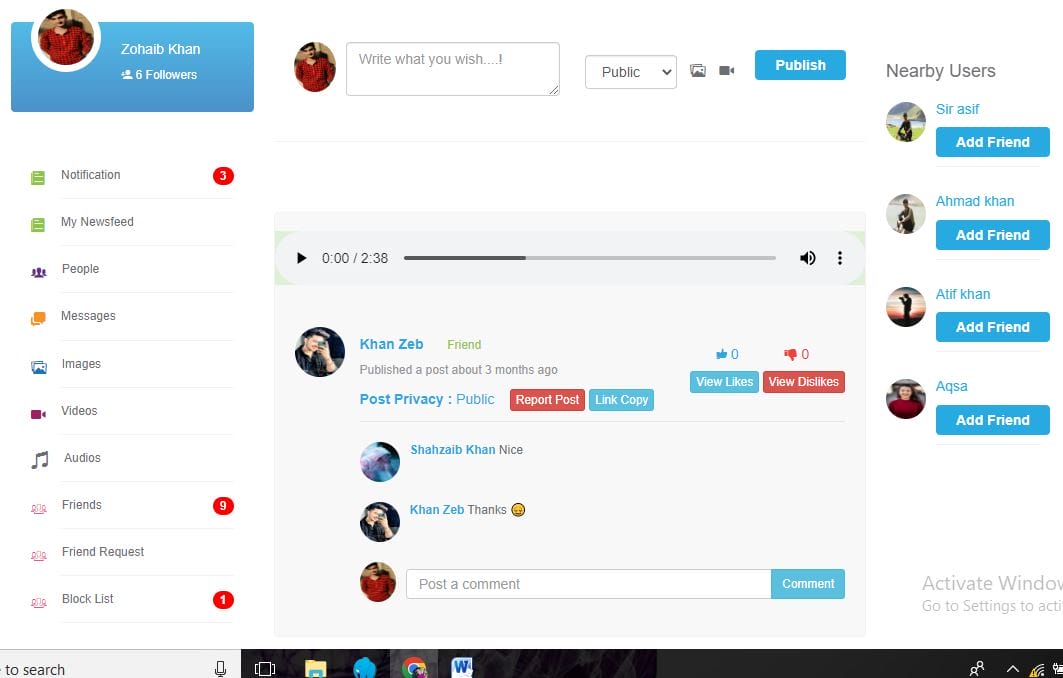 Zohaib Khan
6 Followers
Notification 3
My Newsfeed
People
Messages
Images
Videos
Audios
Friends 9
Friend Request
Block List 1
Write what you wish....!
Public
Publish
0:00 / 2:38
Khan Zeb Friend
Published a post about 3 months ago
Post Privacy : Public Report Post Link Copy
0 0
View Likes View Dislikes
Shahzaib Khan Nice
Khan Zeb Thanks 😄
Post a comment Comment
Nearby Users
Sir asif
Add Friend
Ahmad khan
Add Friend
Atif khan
Add Friend
Aqsa
Add Friend
Activate Window
Go to Settings to acti
to search